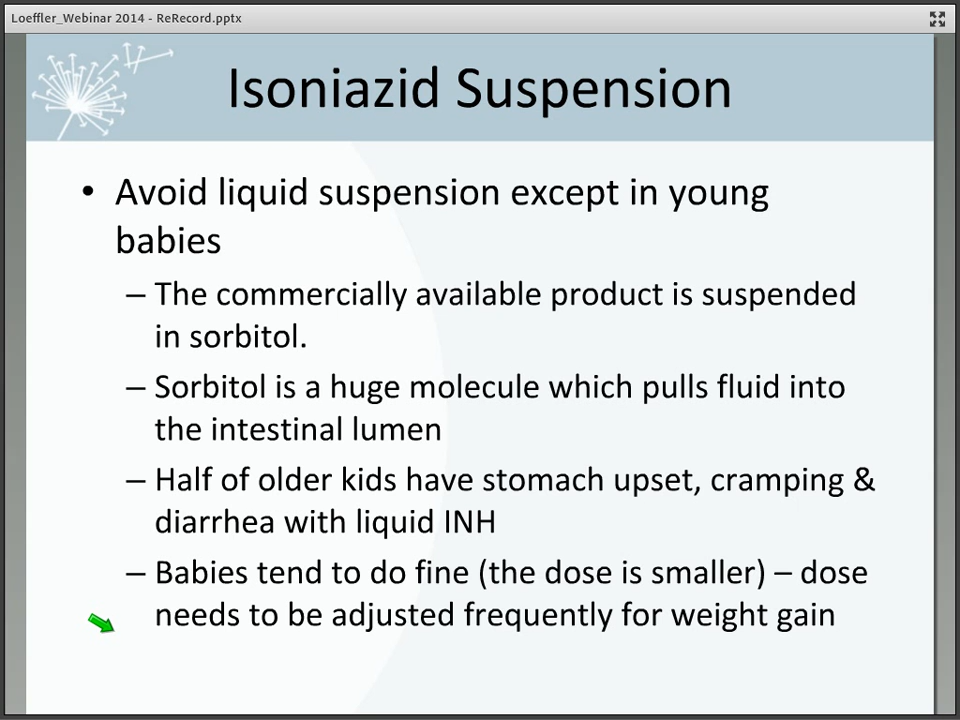 Loeffler_Webinar 2014 - ReRecord.pptx
Isoniazid Suspension
• Avoid liquid suspension except in young
babies
– The commercially available product is suspended
in sorbitol.
– Sorbitol is a huge molecule which pulls fluid into
the intestinal lumen
– Half of older kids have stomach upset, cramping &
diarrhea with liquid INH
– Babies tend to do fine (the dose is smaller) – dose
needs to be adjusted frequently for weight gain